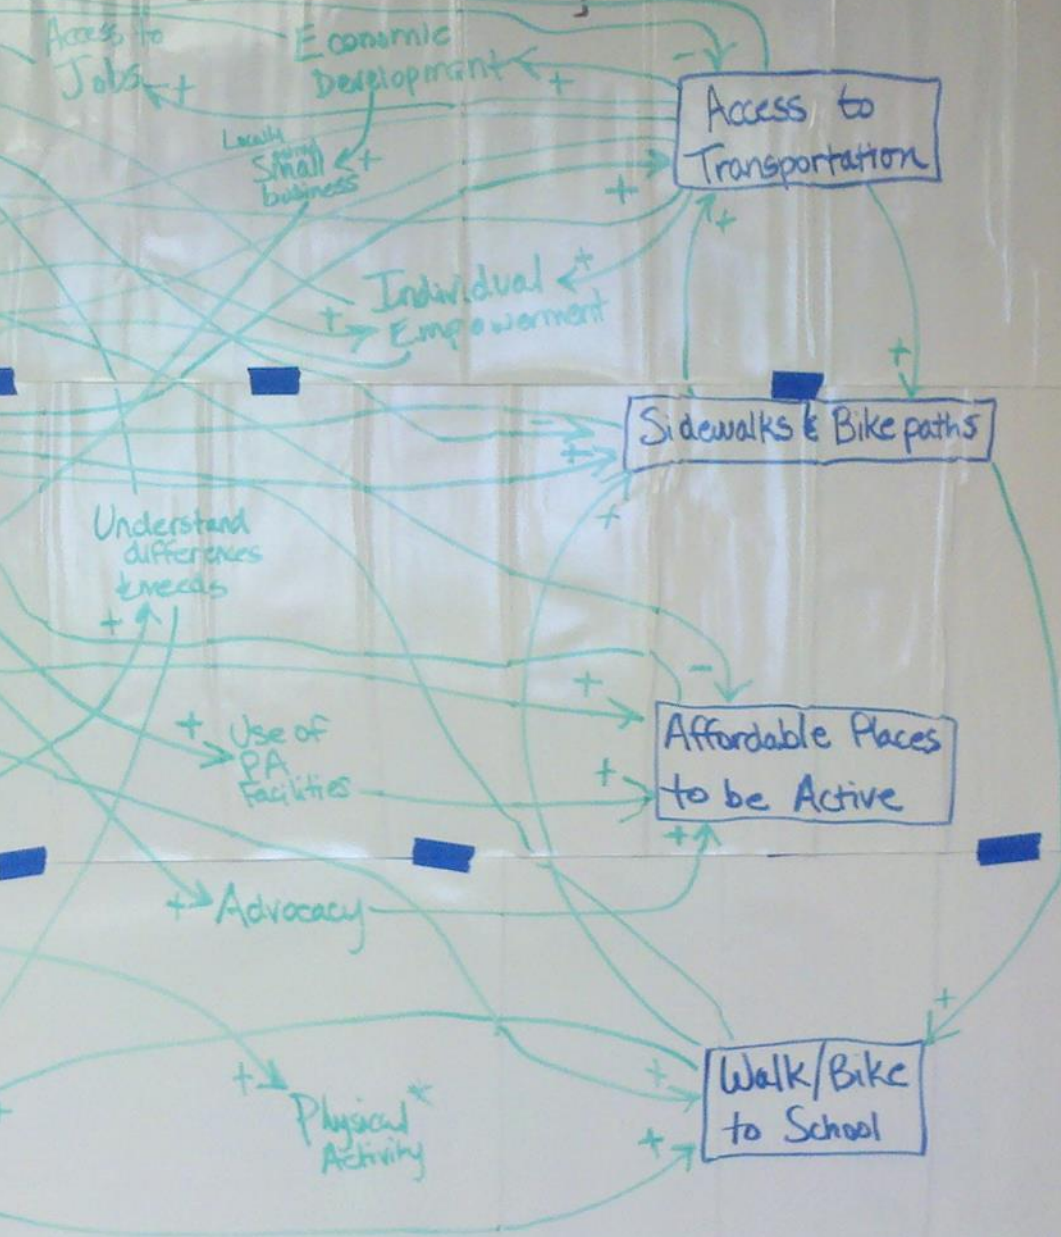 Access to
Jobs
+
Economic
Development
+
-
Access to
Transportation
+
Locally
Small
business
+
+
Individual
Empowerment
+
+
+
Sidewalks & Bike paths
-
+
+
Understand
differences
& needs
+
-
+
Affordable Places
to be Active
+
+
Use of
PA
Facilities
+
+
Advocacy
+
Walk/Bike
to School
+
+
+
Physical*
Activity
+